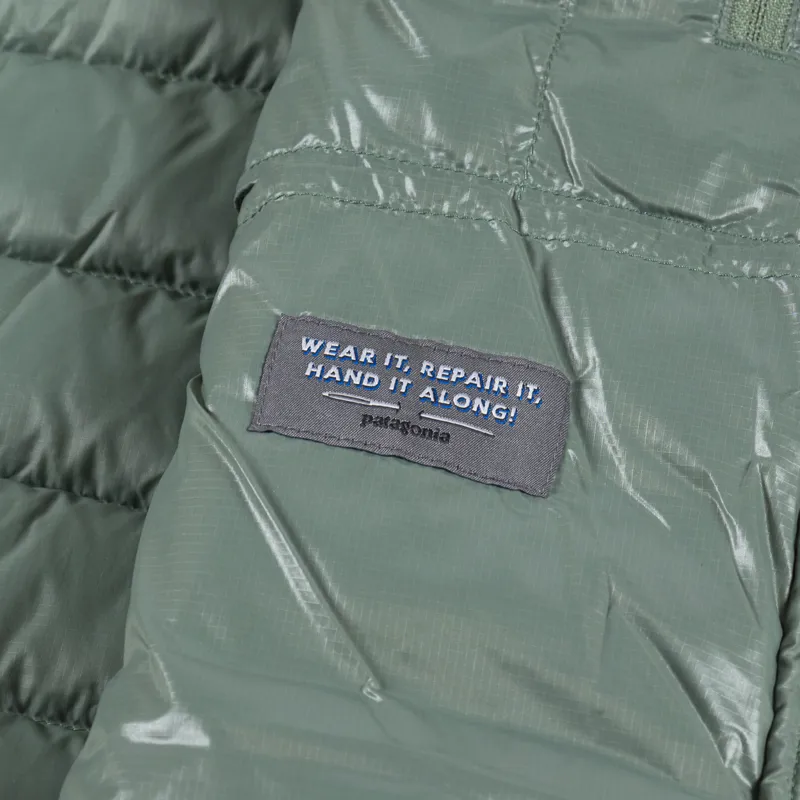 WEAR IT, REPAIR IT,
HAND IT ALONG!
patagonia